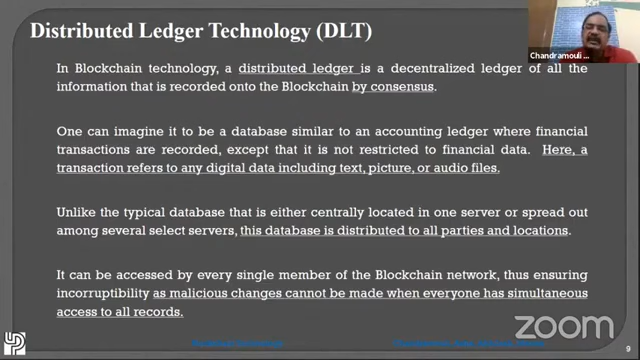 Distributed Ledger Technology (DLT)
Chandramouli ...
In Blockchain technology, a distributed ledger is a decentralized ledger of all the
information that is recorded onto the Blockchain by consensus.
One can imagine it to be a database similar to an accounting ledger where financial
transactions are recorded, except that it is not restricted to financial data. Here, a
transaction refers to any digital data including text, picture, or audio files.
Unlike the typical database that is either centrally located in one server or spread out
among several select servers, this database is distributed to all parties and locations.
It can be accessed by every single member of the Blockchain network, thus ensuring
incorruptibility as malicious changes cannot be made when everyone has simultaneous
access to all records.
zoom
9